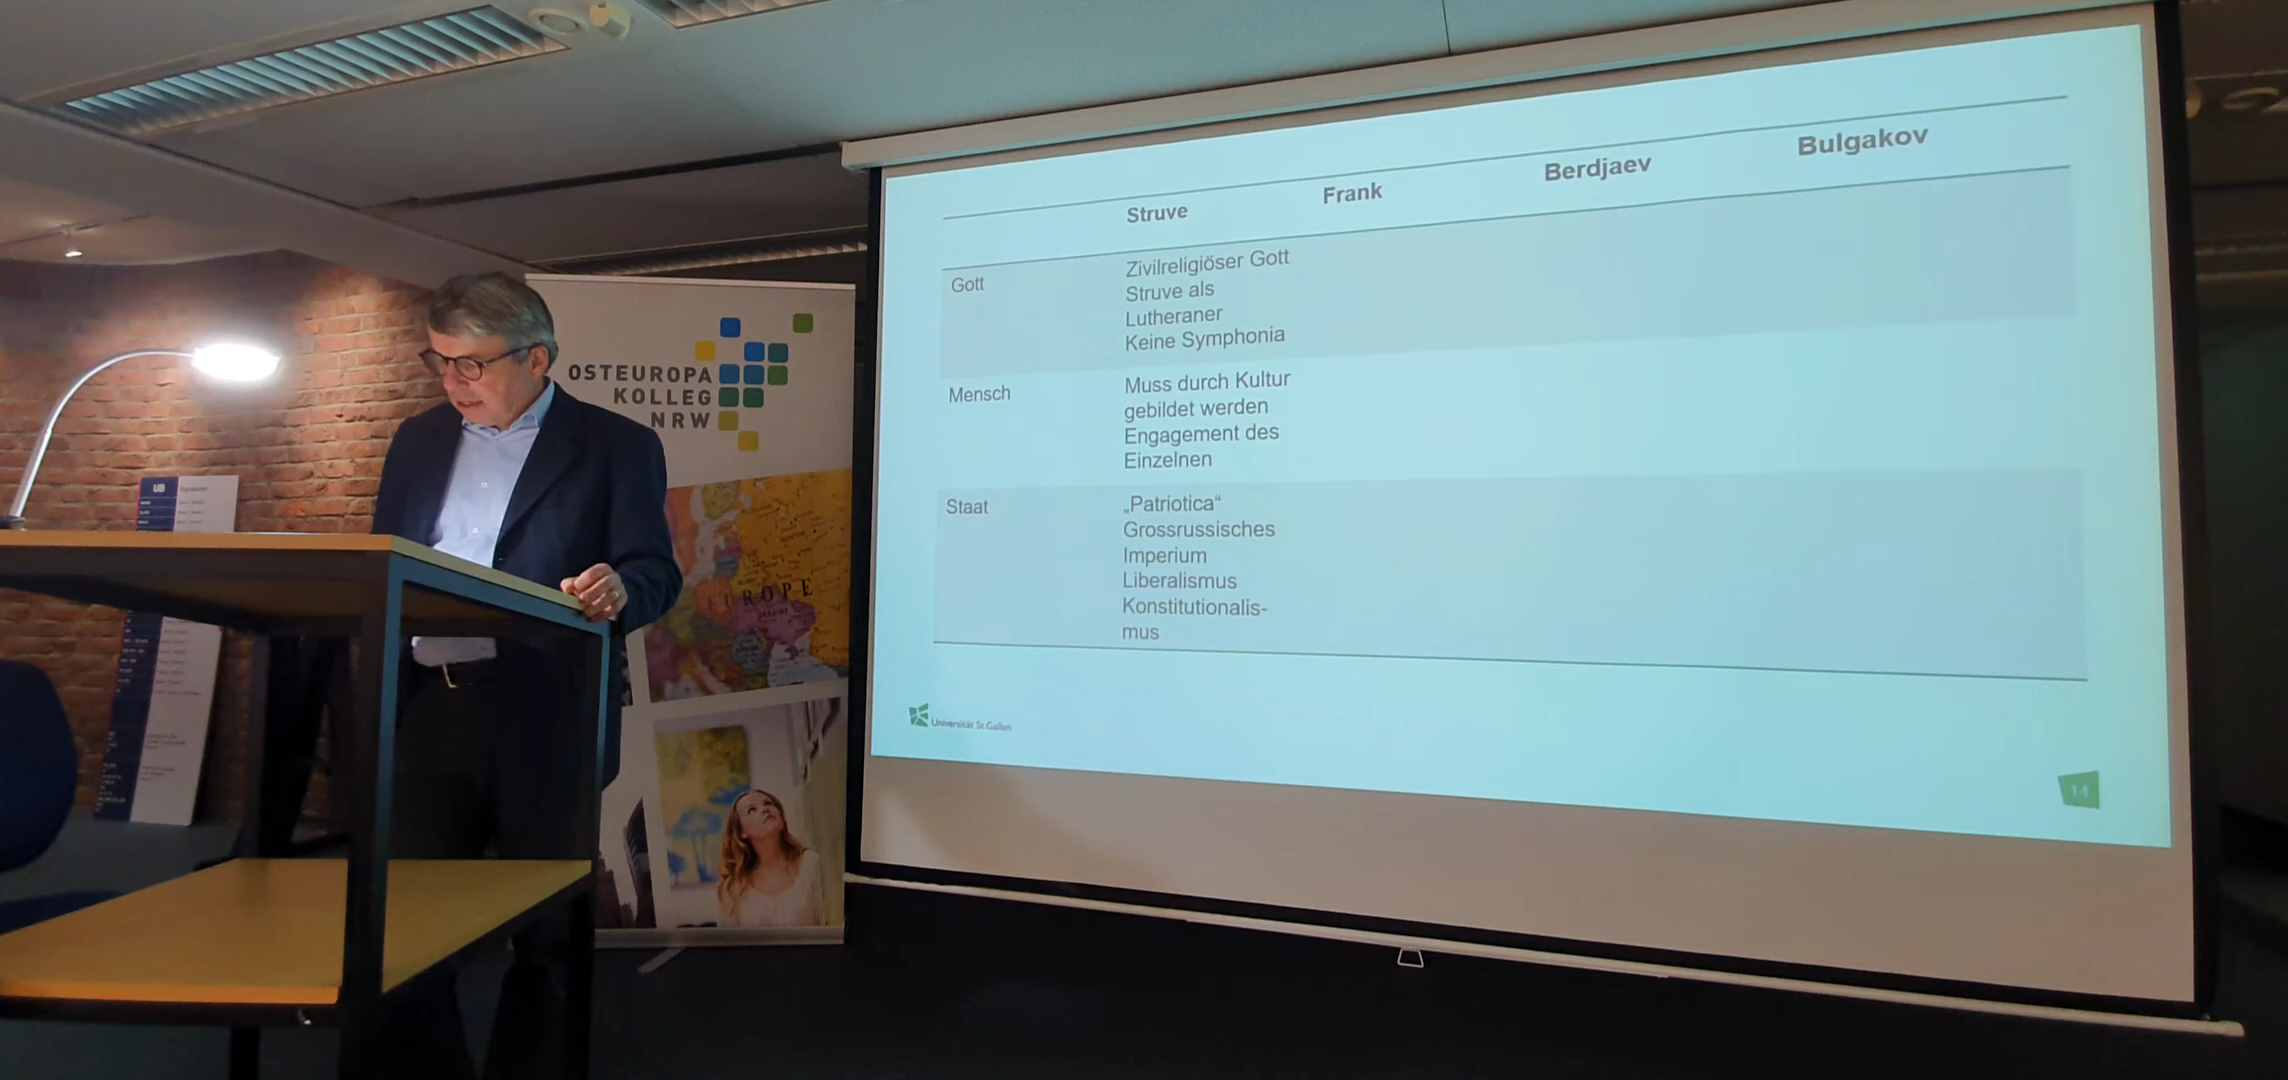 OSTEUROPA
KOLLEG
NRW
EUROPE
UKRAINE
UB
Struve
Frank
Berdjaev
Bulgakov
Gott
Zivilreligiöser Gott
Struve als
Lutheraner
Keine Symphonia
Mensch
Muss durch Kultur
gebildet werden
Engagement des
Einzelnen
Staat
„Patriotica“
Grossrussisches
Imperium
Liberalismus
Konstitutionalis-
mus
Universität St.Gallen
14